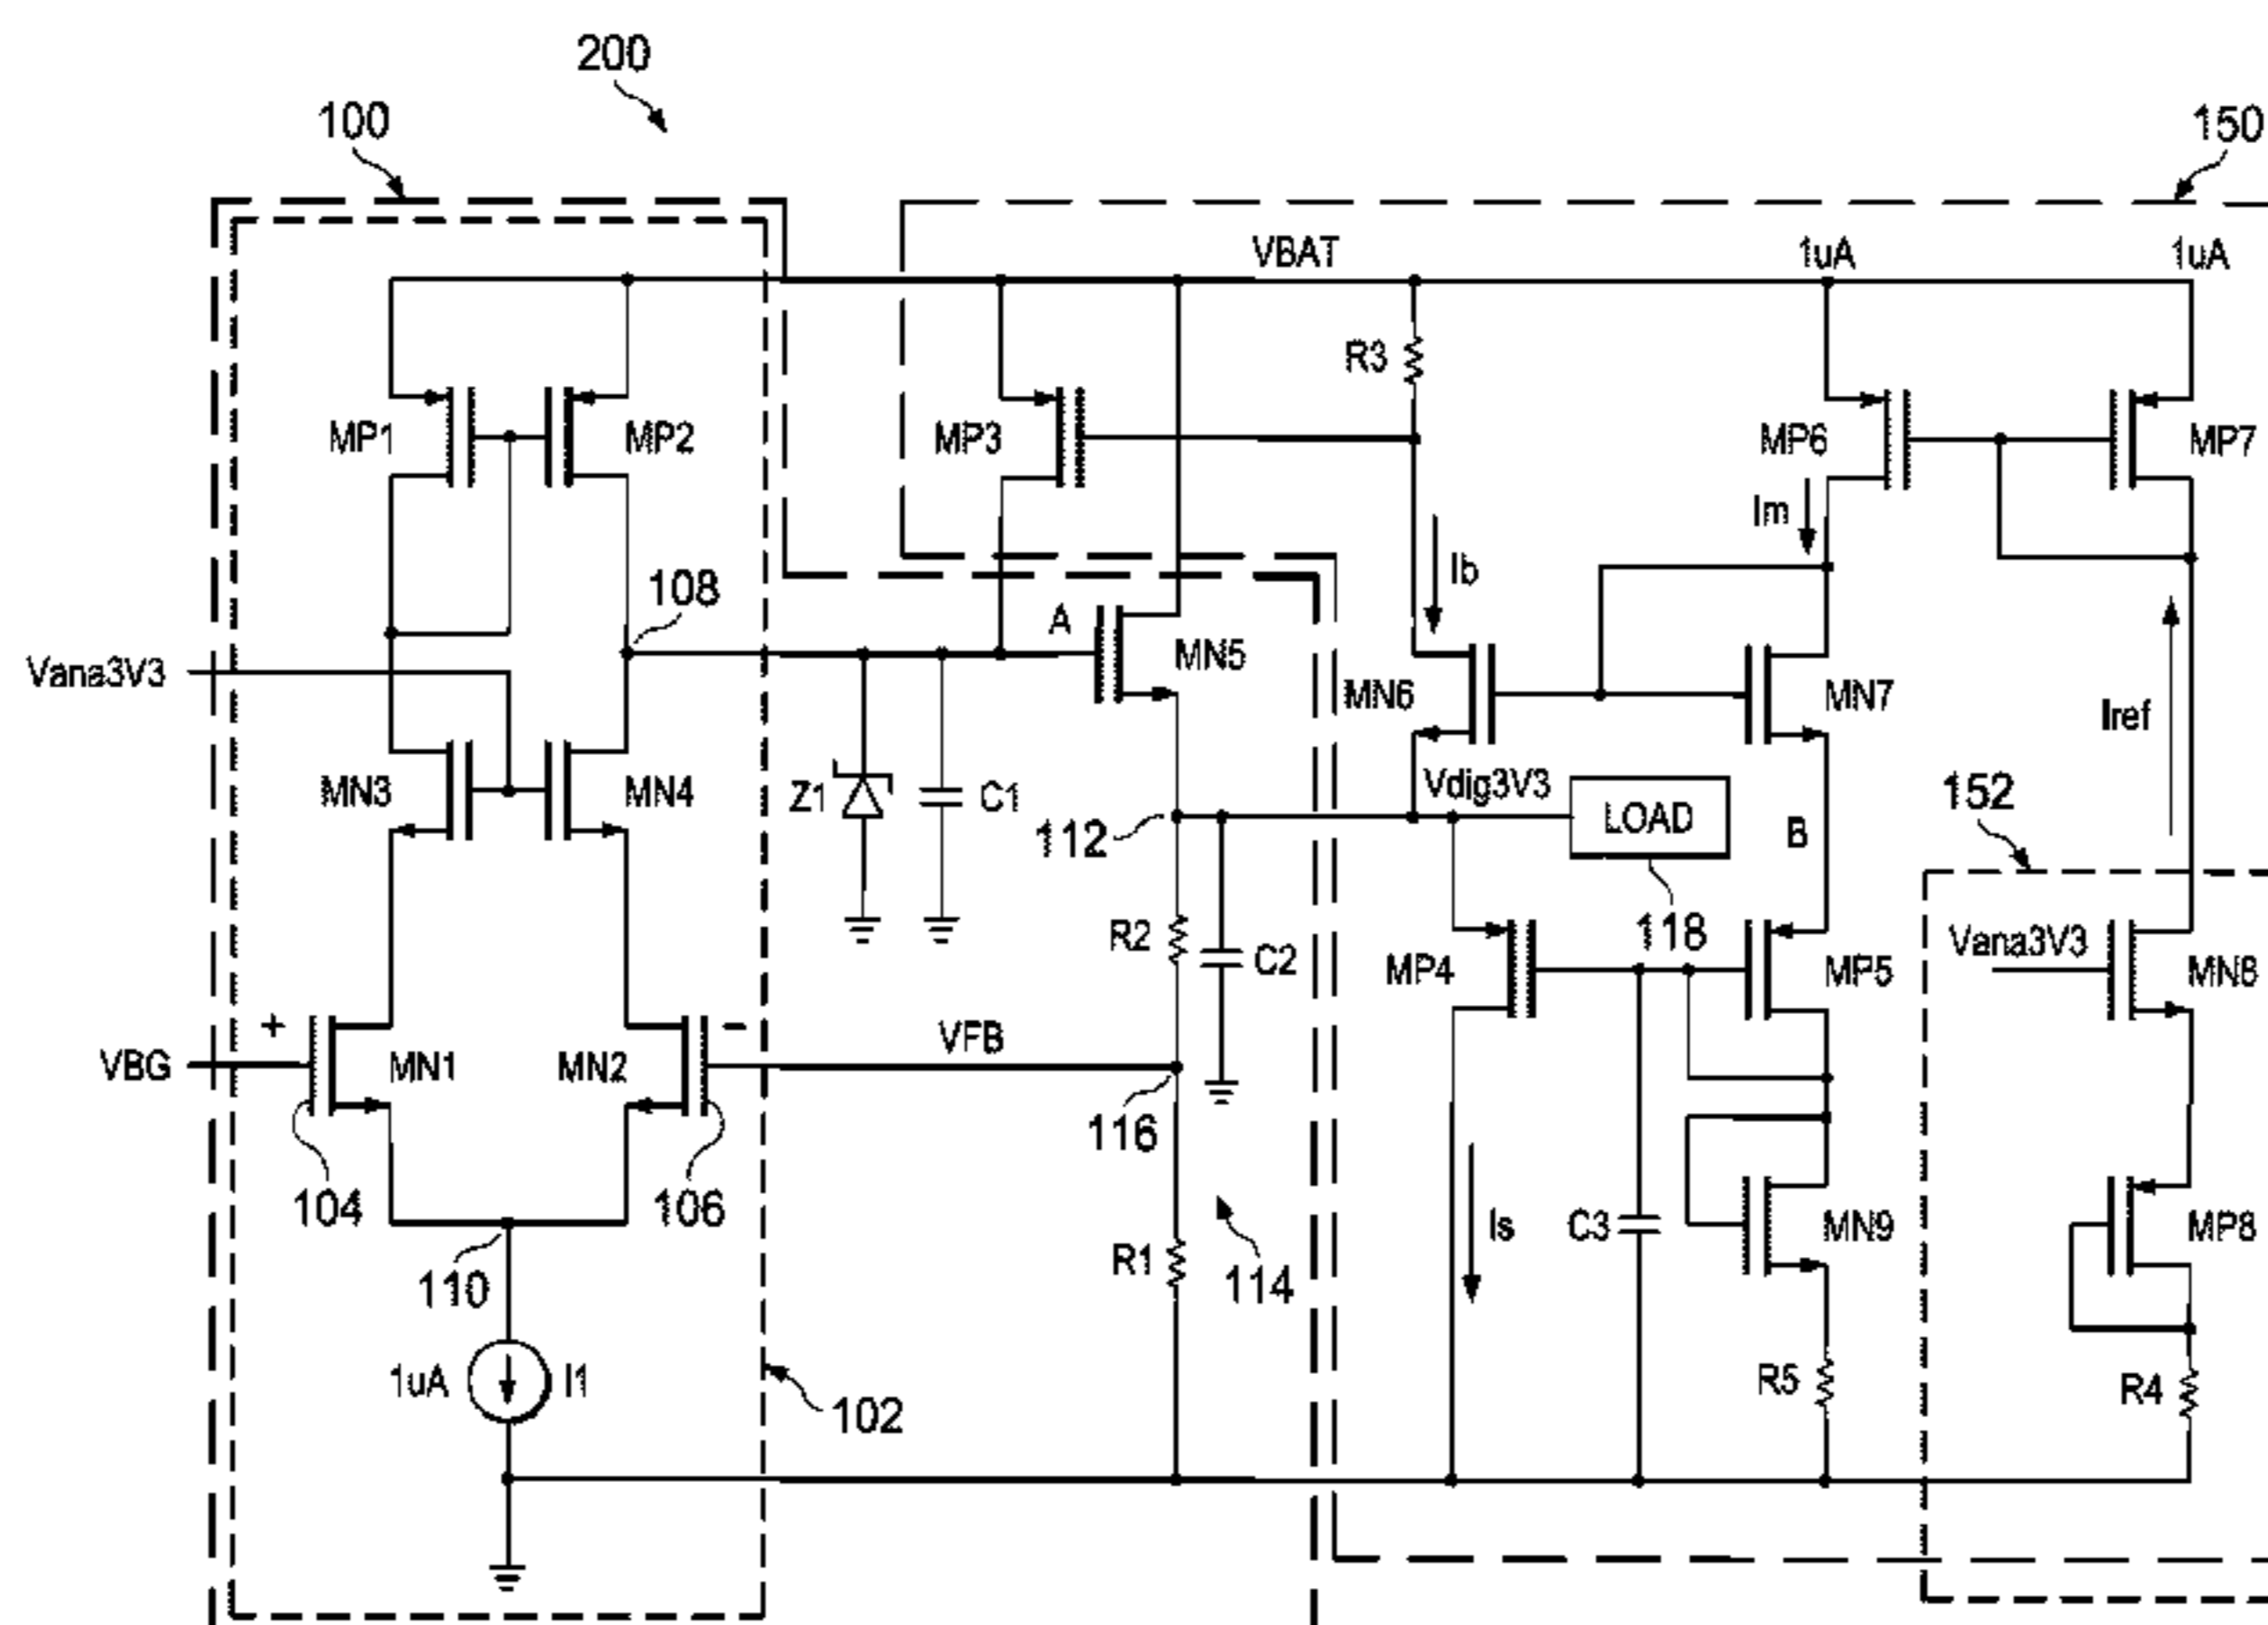 200
100
150
VBAT
1uA
1uA
R3
MP1
MP2
MP3
MP6
MP7
Im
Ib
108
A
Vana3V3
MN5
MN6
MN7
Iref
MN3
MN4
Z1
C1
Vdig3V3
LOAD
B
152
112
118
R2
C2
MP4
MP5
Vana3V3
MN8
+
-
VFB
VBG
MN1
MN2
116
104
106
Is
C3
MN9
MP8
110
R1
114
1uA
I1
R5
R4
102